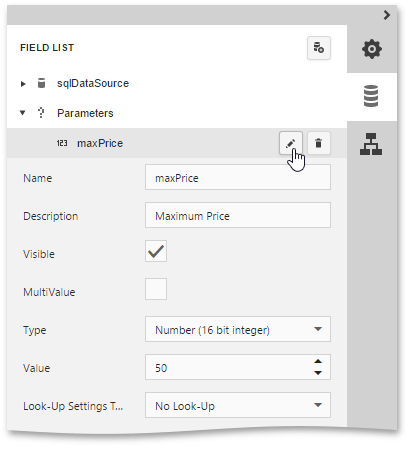 FIELD LIST
sqlDataSource
Parameters
123 maxPrice
Name maxPrice
Description Maximum Price
Visible
MultiValue
Type Number (16 bit integer)
Value 50
Look-Up Settings T... No Look-Up